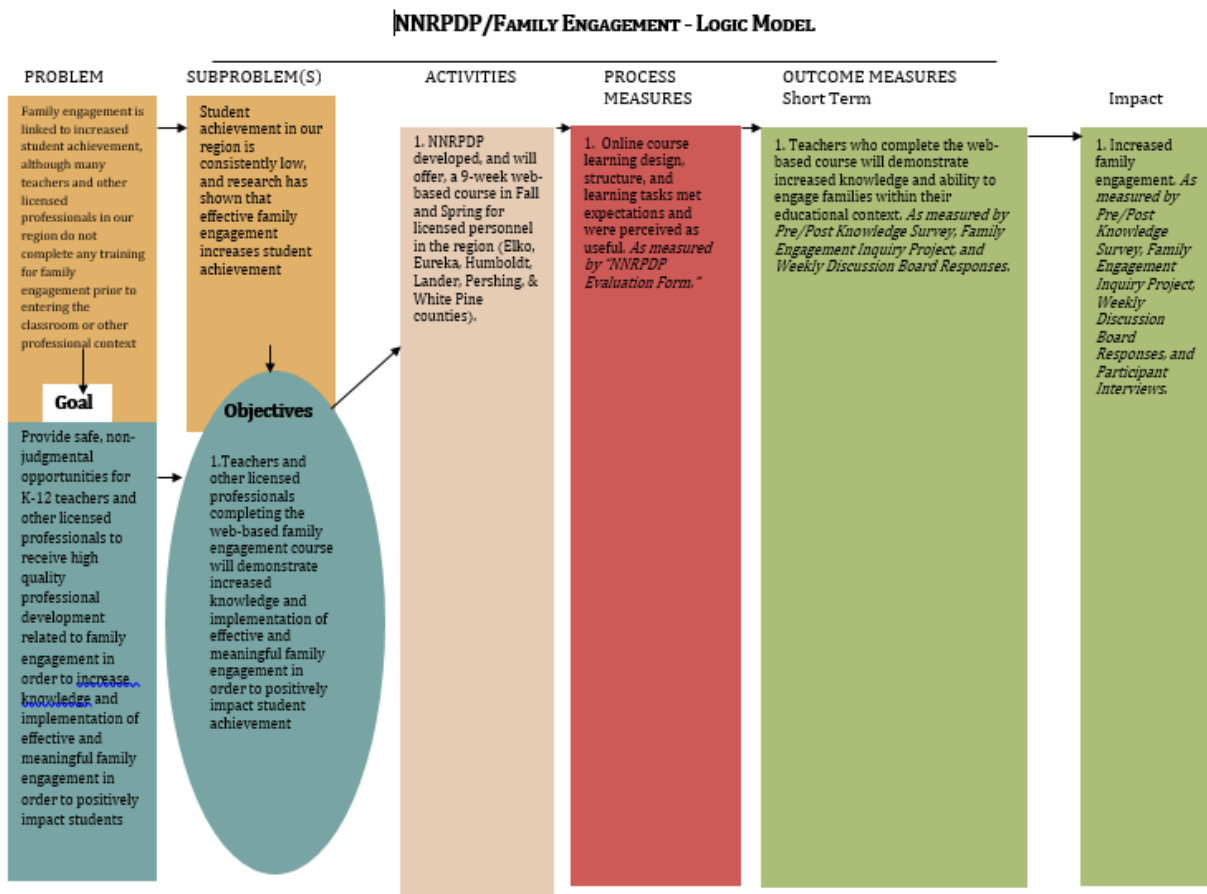 NNRPDP/FAMILY ENGAGEMENT - LOGIC MODEL
PROBLEM
Family engagement is
linked to increased
student achievement,
although many
teachers and other
licensed
professionals in our
region do not
complete any training
for family
engagement prior to
entering the
classroom or other
professional context
Goal
Provide safe, non-
judgmental
opportunities for
K-12 teachers and
other licensed
professionals to
receive high
quality
professional
development
related to family
engagement in
order to increase
knowledge and
implementation of
effective and
meaningful family
engagement in
order to positively
impact students
SUBPROBLEM(S)
Student
achievement in our
region is
consistently low,
and research has
shown that
effective family
engagement
increases student
achievement
Objectives
1.Teachers and
other licensed
professionals
completing the
web-based family
engagement course
will demonstrate
increased
knowledge and
implementation of
effective and
meaningful family
engagement in
order to positively
impact student
achievement
ACTIVITIES
1. NNRPDP
developed, and will
offer, a 9-week web-
based course in Fall
and Spring for
licensed personnel
in the region (Elko,
Eureka, Humboldt,
Lander, Pershing, &
White Pine
counties).
PROCESS
MEASURES
1. Online course
learning design,
structure, and
learning tasks met
expectations and
were perceived as
useful. As measured
by "NNRPDP
Evaluation Form."
OUTCOME MEASURES
Short Term
1. Teachers who complete the web-
based course will demonstrate
increased knowledge and ability to
engage families within their
educational context. As measured by
Pre/Post Knowledge Survey, Family
Engagement Inquiry Project, and
Weekly Discussion Board Responses.
Impact
1. Increased
family
engagement. As
measured by
Pre/Post
Knowledge
Survey, Family
Engagement
Inquiry Project,
Weekly
Discussion
Board
Responses, and
Participant
Interviews.